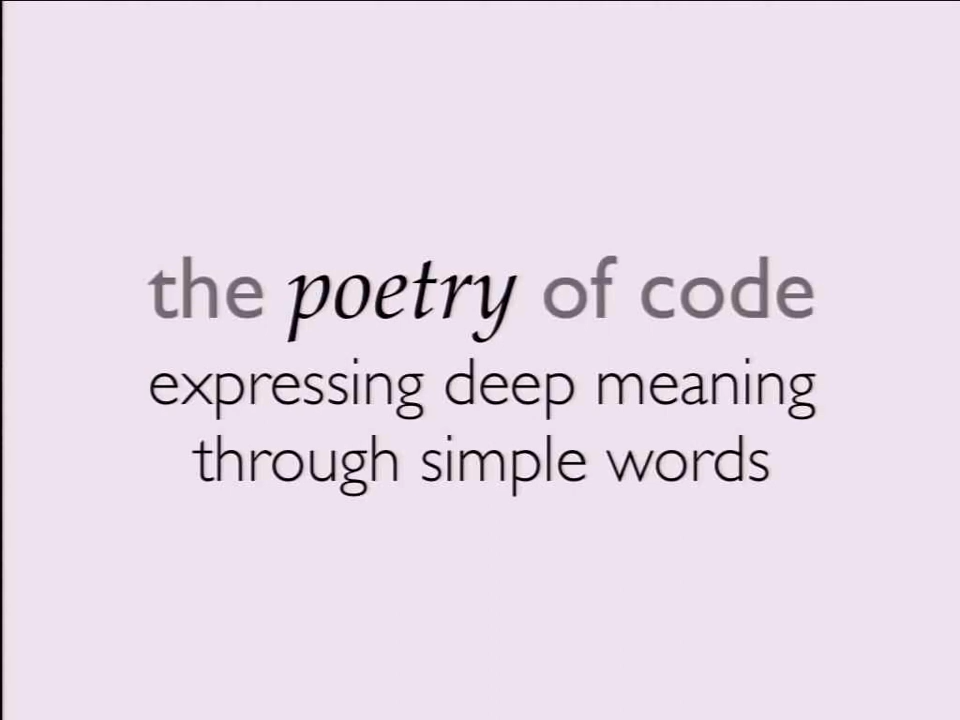 the poetry of code
expressing deep meaning
through simple words